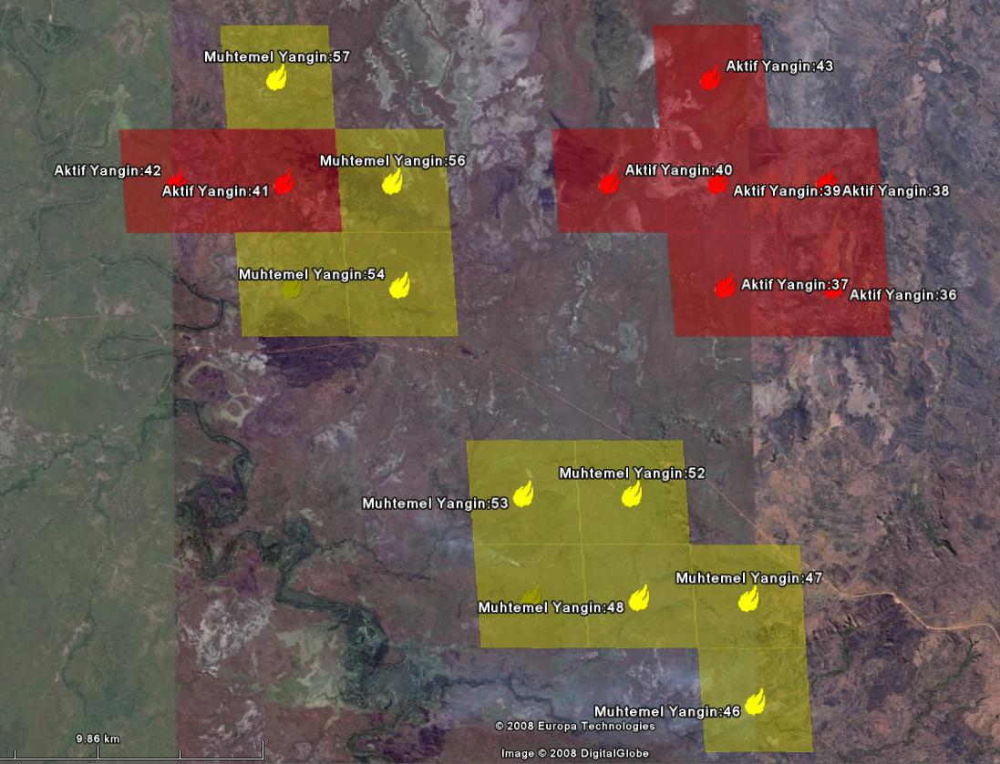 Muhtemel Yangin:57
Aktif Yangin:43
Aktif Yangin:42
Aktif Yangin:41
Muhtemel Yangin:56
Aktif Yangin:40
Aktif Yangin:39
Aktif Yangin:38
Muhtemel Yangin:54
Aktif Yangin:37
Aktif Yangin:36
Muhtemel Yangin:52
Muhtemel Yangin:53
Muhtemel Yangin:47
Muhtemel Yangin:48
Muhtemel Yangin:46
© 2008 Europa Technologies
9.86 km
Image © 2008 DigitalGlobe